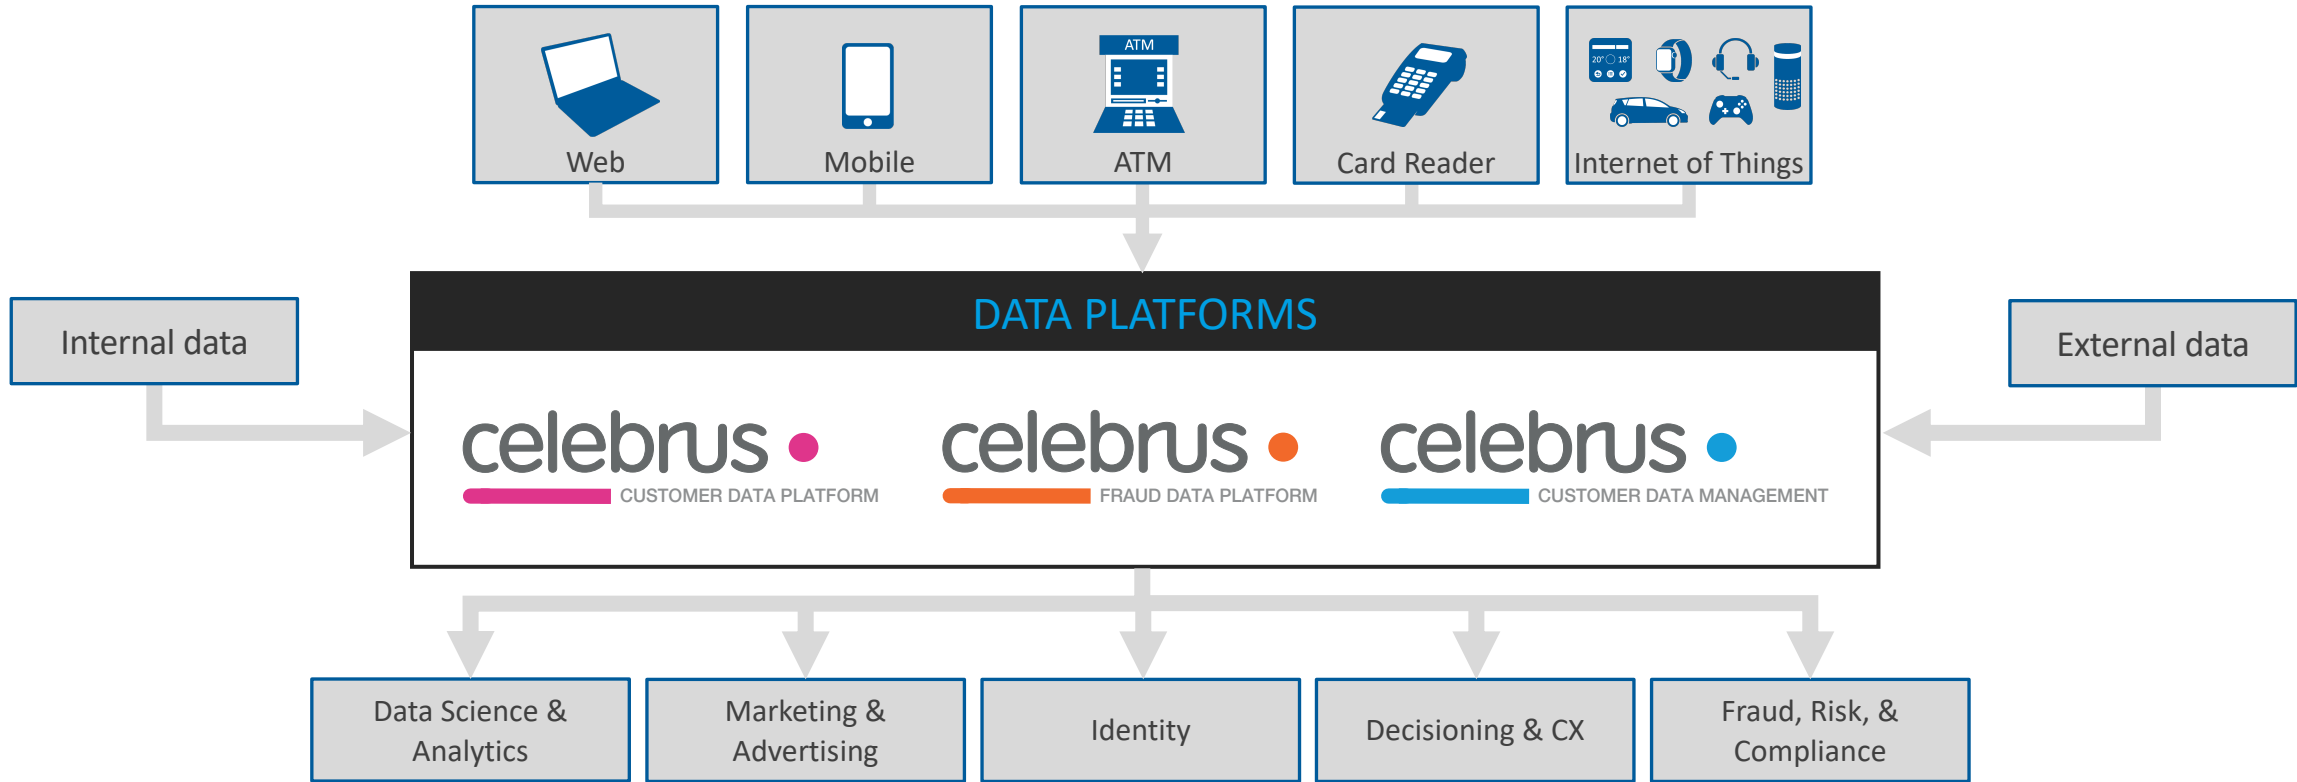 ATM
20° 18°
Web
Mobile
ATM
Card Reader
Internet of Things
DATA PLATFORMS
Internal data
External data
celebrus
CUSTOMER DATA PLATFORM
celebrus
FRAUD DATA PLATFORM
celebrus
CUSTOMER DATA MANAGEMENT
Data Science &
Analytics
Marketing &
Advertising
Identity
Decisioning & CX
Fraud, Risk, &
Compliance